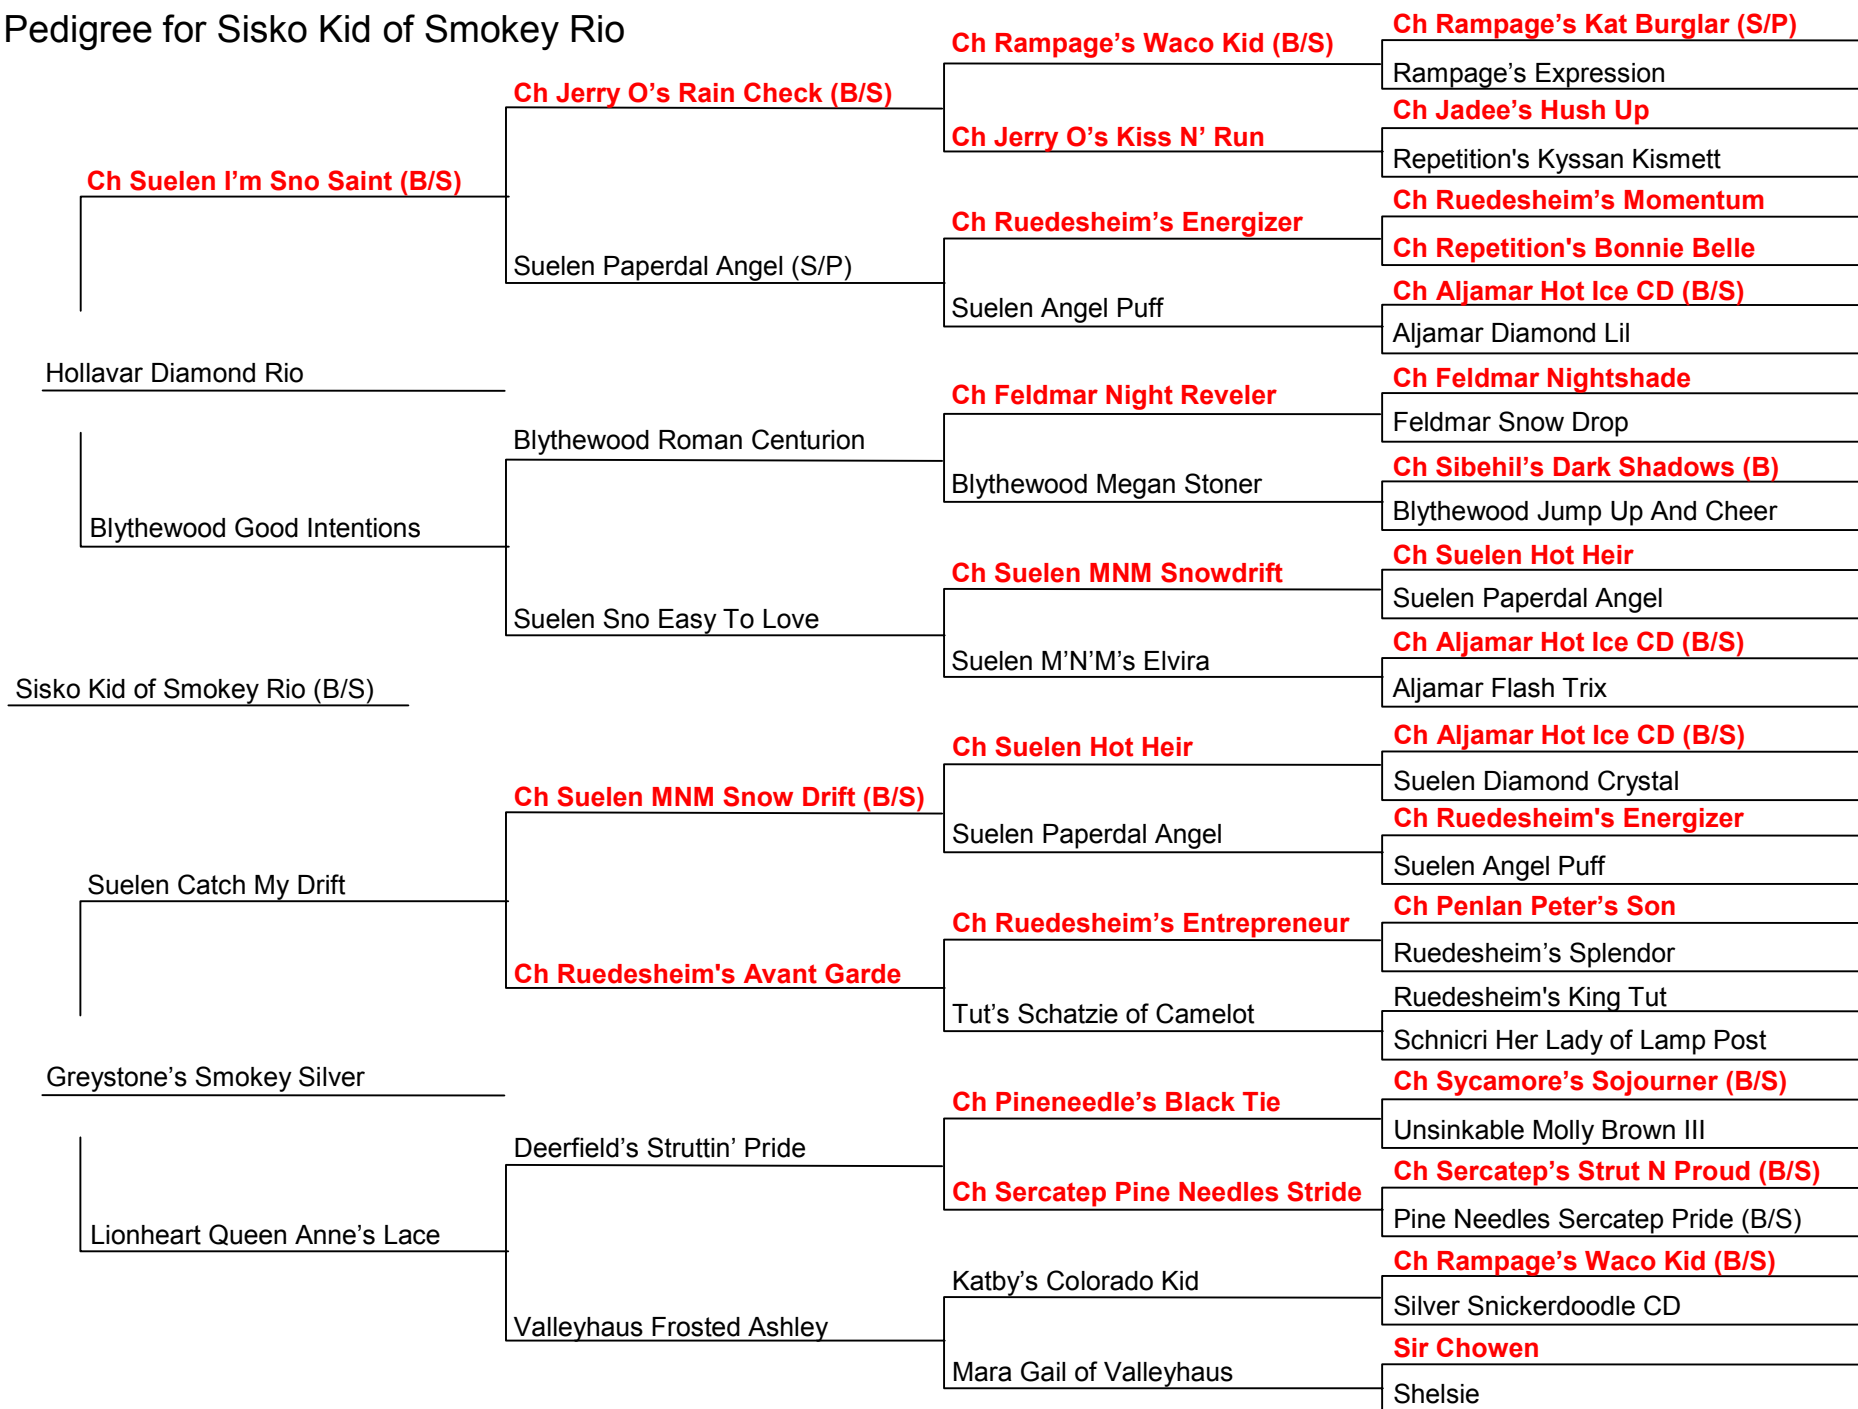 Pedigree for Sisko Kid of Smokey Rio
Sisko Kid of Smokey Rio (B/S)
Hollavar Diamond Rio
Greystone’s Smokey Silver
Ch Suelen I’m Sno Saint (B/S)
Blythewood Good Intentions
Suelen Catch My Drift
Lionheart Queen Anne’s Lace
Ch Jerry O’s Rain Check (B/S)
Suelen Paperdal Angel (S/P)
Blythewood Roman Centurion
Suelen Sno Easy To Love
Ch Suelen MNM Snow Drift (B/S)
Ch Ruedesheim's Avant Garde
Deerfield’s Struttin’ Pride
Valleyhaus Frosted Ashley
Ch Rampage’s Waco Kid (B/S)
Ch Jerry O’s Kiss N’ Run
Ch Ruedesheim’s Energizer
Suelen Angel Puff
Ch Feldmar Night Reveler
Blythewood Megan Stoner
Ch Suelen MNM Snowdrift
Suelen M’N’M’s Elvira
Ch Suelen Hot Heir
Suelen Paperdal Angel
Ch Ruedesheim’s Entrepreneur
Tut’s Schatzie of Camelot
Ch Pineneedle’s Black Tie
Ch Sercatep Pine Needles Stride
Katby’s Colorado Kid
Mara Gail of Valleyhaus
Ch Rampage’s Kat Burglar (S/P)
Rampage’s Expression
Ch Jadee’s Hush Up
Repetition's Kyssan Kismett
Ch Ruedesheim’s Momentum
Ch Repetition's Bonnie Belle
Ch Aljamar Hot Ice CD (B/S)
Aljamar Diamond Lil
Ch Feldmar Nightshade
Feldmar Snow Drop
Ch Sibehil’s Dark Shadows (B)
Blythewood Jump Up And Cheer
Ch Suelen Hot Heir
Suelen Paperdal Angel
Ch Aljamar Hot Ice CD (B/S)
Aljamar Flash Trix
Ch Aljamar Hot Ice CD (B/S)
Suelen Diamond Crystal
Ch Ruedesheim's Energizer
Suelen Angel Puff
Ch Penlan Peter’s Son
Ruedesheim’s Splendor
Ruedesheim's King Tut
Schnicri Her Lady of Lamp Post
Ch Sycamore’s Sojourner (B/S)
Unsinkable Molly Brown III
Ch Sercatep’s Strut N Proud (B/S)
Pine Needles Sercatep Pride (B/S)
Ch Rampage’s Waco Kid (B/S)
Silver Snickerdoodle CD
Sir Chowen
Shelsie